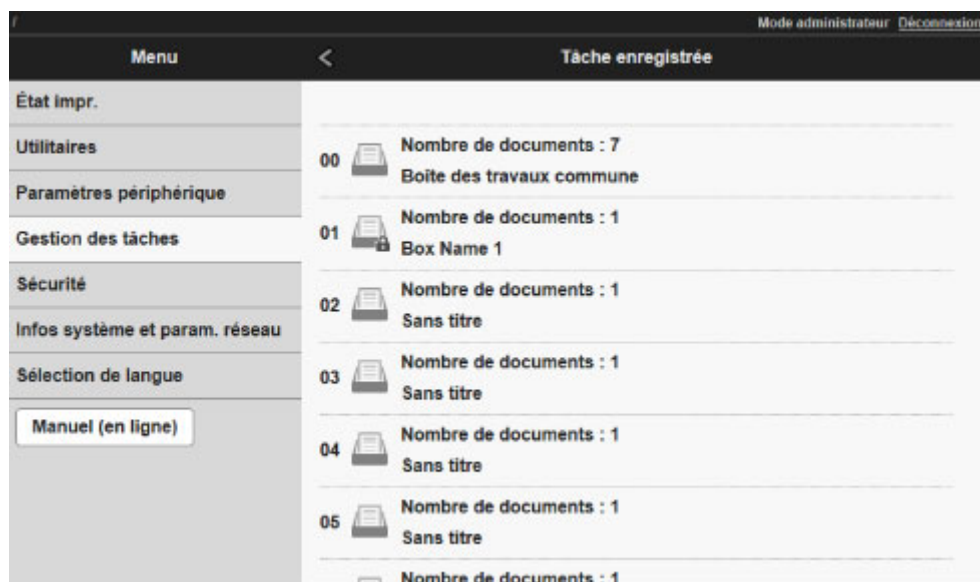 Mode administrateur Déconnexion
Menu
< Tâche enregistrée
État impr.
Utilitaires
Paramètres périphérique
Gestion des tâches
Sécurité
Infos système et param. réseau
Sélection de langue
Manuel (en ligne)
00 Nombre de documents : 7
Boîte des travaux commune
01 Nombre de documents : 1
Box Name 1
02 Nombre de documents : 1
Sans titre
03 Nombre de documents : 1
Sans titre
04 Nombre de documents : 1
Sans titre
05 Nombre de documents : 1
Sans titre
Nombre de documents : 1